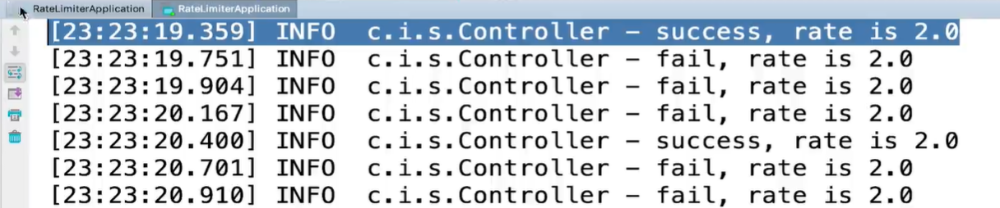 RateLimiterApplication RateLimiterApplication
[23:23:19.359] INFO  c.i.s.Controller – success, rate is 2.0
[23:23:19.751] INFO  c.i.s.Controller – fail, rate is 2.0
[23:23:19.904] INFO  c.i.s.Controller – fail, rate is 2.0
[23:23:20.167] INFO  c.i.s.Controller – fail, rate is 2.0
[23:23:20.400] INFO  c.i.s.Controller – success, rate is 2.0
[23:23:20.701] INFO  c.i.s.Controller – fail, rate is 2.0
[23:23:20.910] INFO  c.i.s.Controller – fail, rate is 2.0